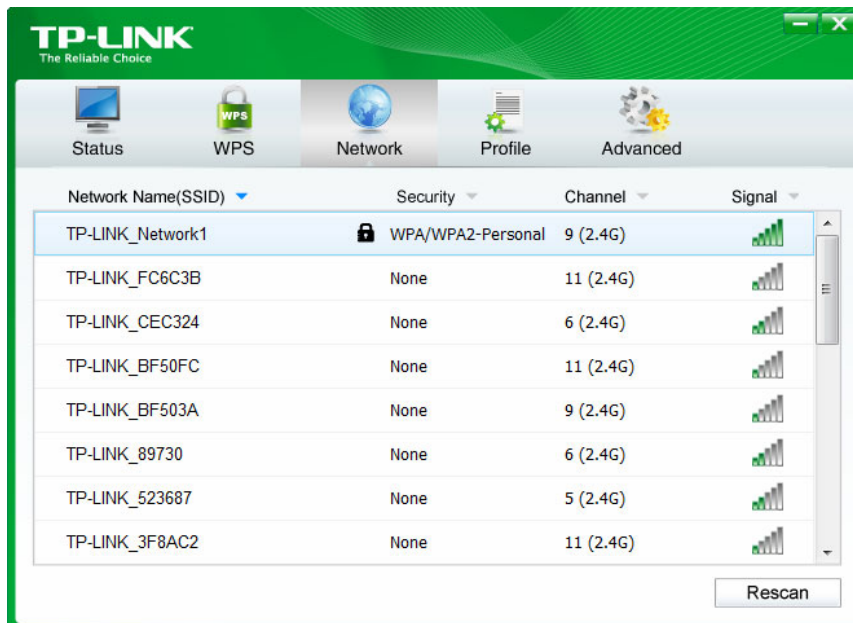 TP-LINK
The Reliable Choice
Status WPS Network Profile Advanced
WPS
Network Name(SSID) Security Channel Signal
TP-LINK_Network1 WPA/WPA2-Personal 9 (2.4G)
TP-LINK_FC6C3B None 11 (2.4G)
TP-LINK_CEC324 None 6 (2.4G)
TP-LINK_BF50FC None 11 (2.4G)
TP-LINK_BF503A None 9 (2.4G)
TP-LINK_89730 None 6 (2.4G)
TP-LINK_523687 None 5 (2.4G)
TP-LINK_3F8AC2 None 11 (2.4G)
Rescan